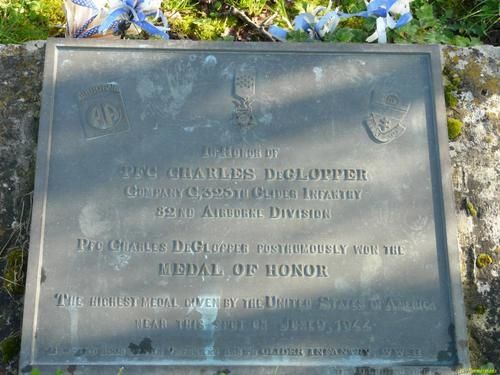 AIRBORNE
AA
IN HONOR OF
PFC CHARLES DEGLOPPER
COMPANY C, 325TH GLIDER INFANTRY
82ND AIRBORNE DIVISION
PFC CHARLES DEGLOPPER POSTHUMOUSLY WON THE
MEDAL OF HONOR
THE HIGHEST MEDAL GIVEN BY THE UNITED STATES OF AMERICA
NEAR THIS SPOT ON JUNE 9, 1944
GLIDER INFANTRY, WWII